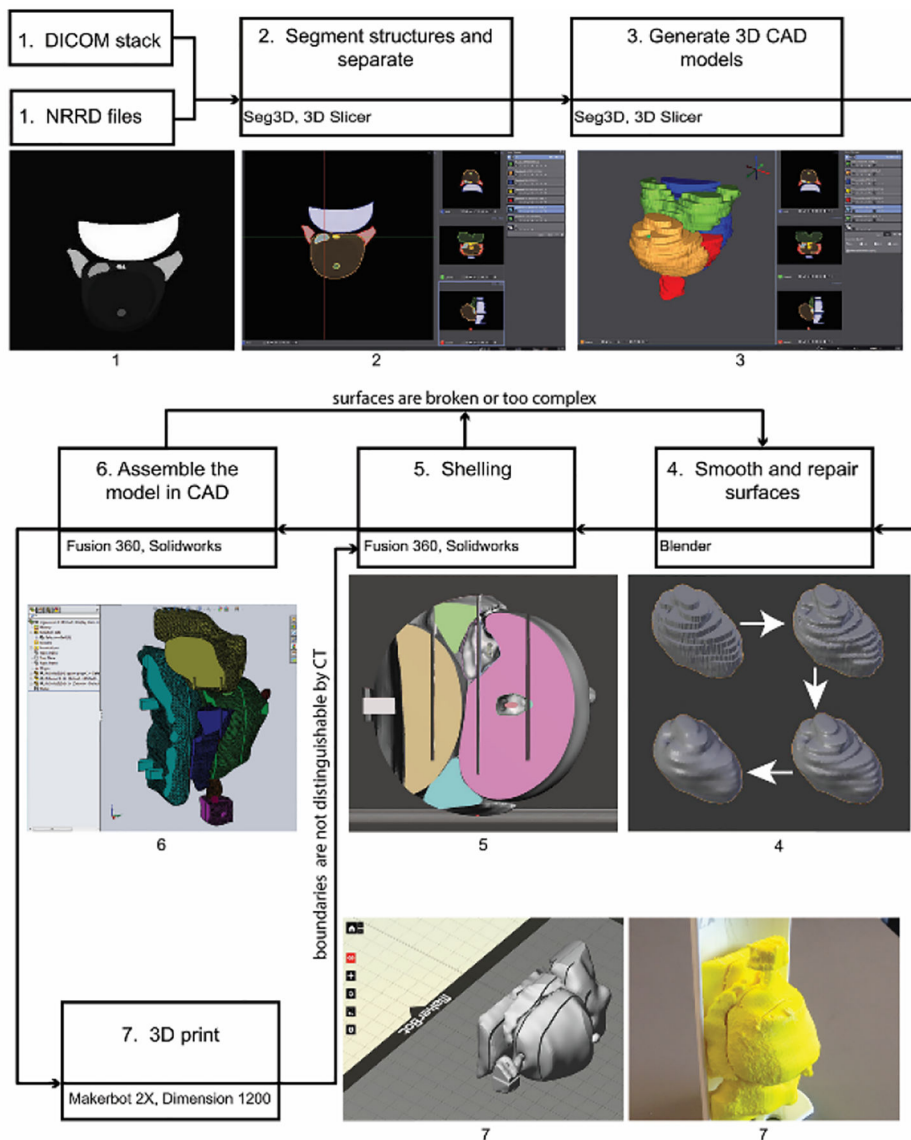 1. DICOM stack
1. NRRD files
2. Segment structures and
separate
Seg3D, 3D Slicer
3. Generate 3D CAD
models
Seg3D, 3D Slicer
1
2
3
surfaces are broken or too complex
6. Assemble the
model in CAD
Fusion 360, Solidworks
5. Shelling
Fusion 360, Solidworks
4. Smooth and repair
surfaces
Blender
6
5
4
boundaries are not distinguishable by CT
7. 3D print
Makerbot 2X, Dimension 1200
MakerBot
7
7